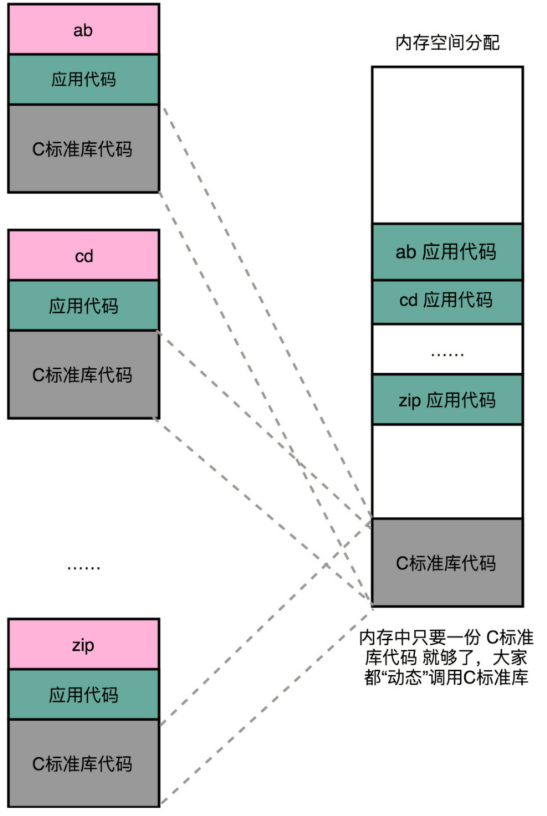 ab
应用代码
C标准库代码
cd
应用代码
C标准库代码
……
zip
应用代码
C标准库代码
内存空间分配
ab 应用代码
cd 应用代码
……
zip 应用代码
C标准库代码
内存中只要一份 C标准
库代码 就够了，大家
都“动态”调用C标准库